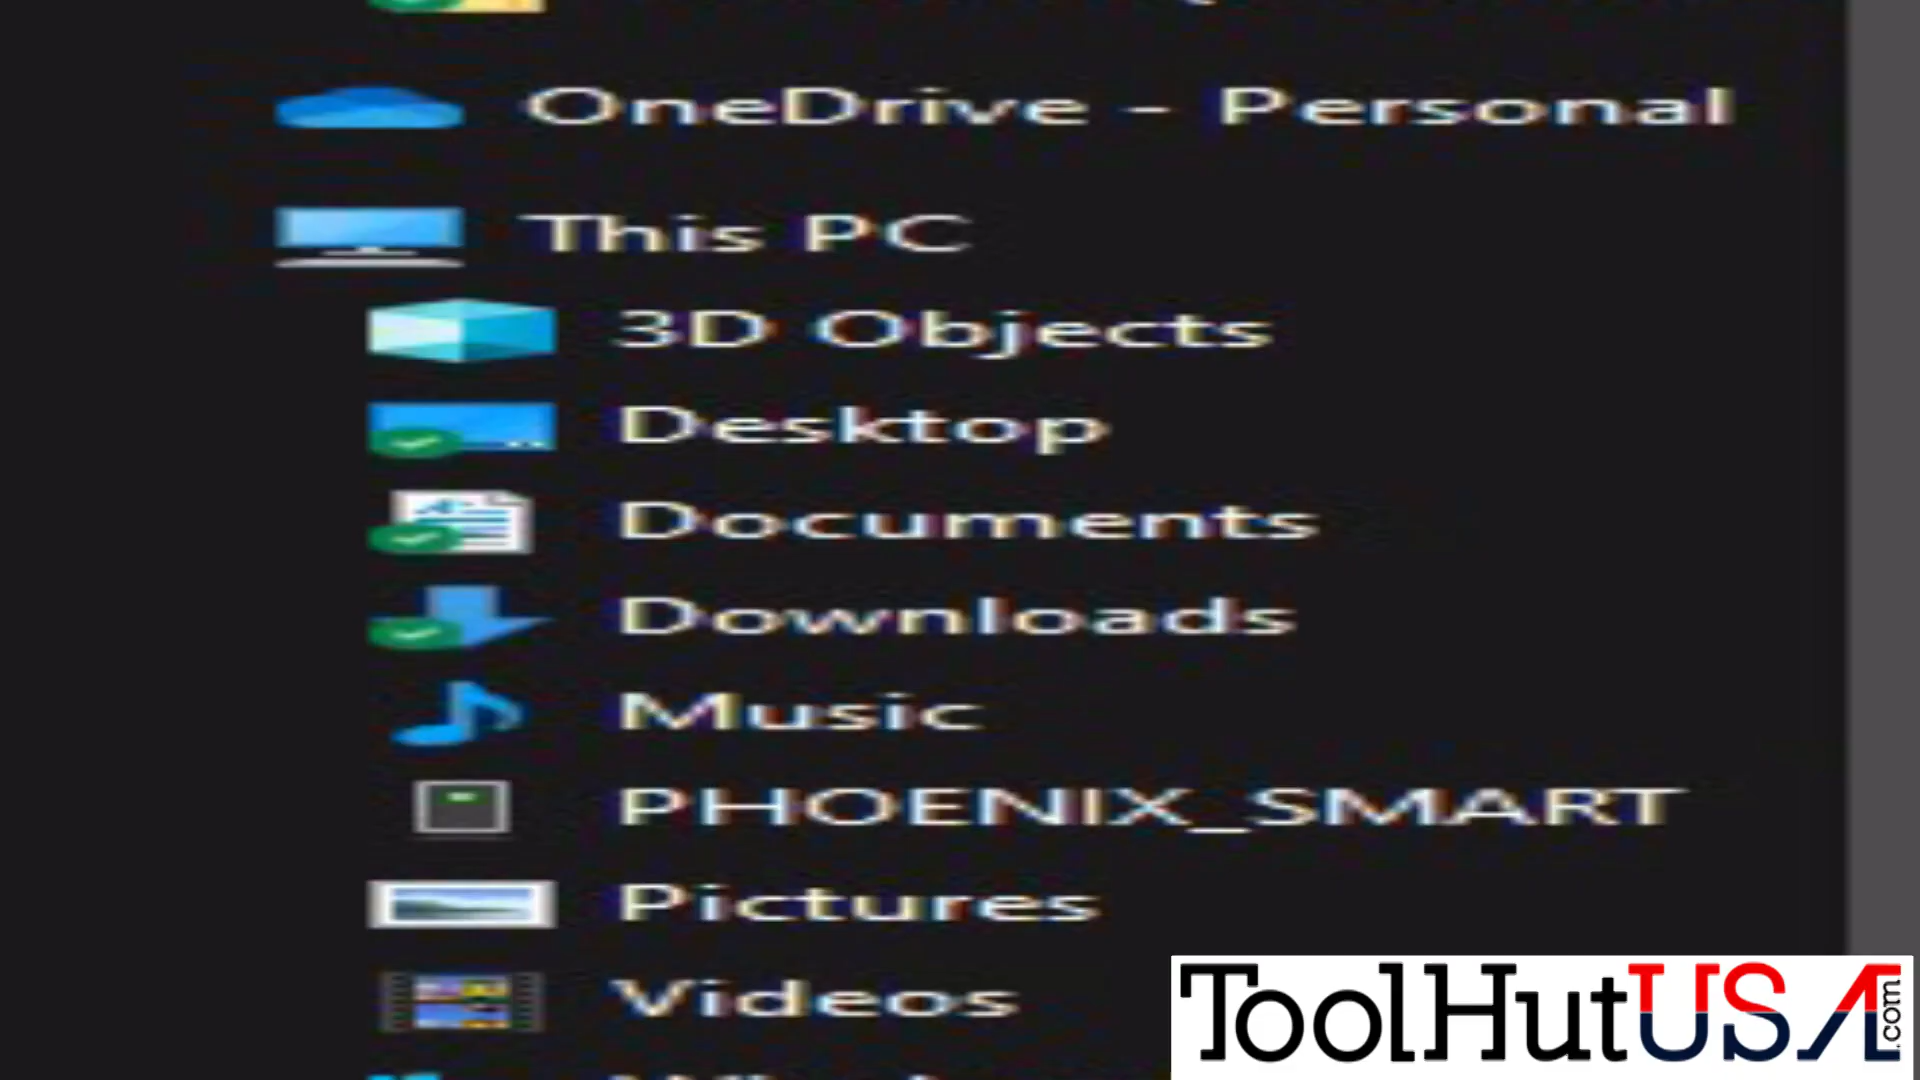 OneDrive - Personal
This PC
3D Objects
Desktop
Documents
Downloads
Music
PHOENIX_SMART
Pictures
Videos
ToolHutUSA.com